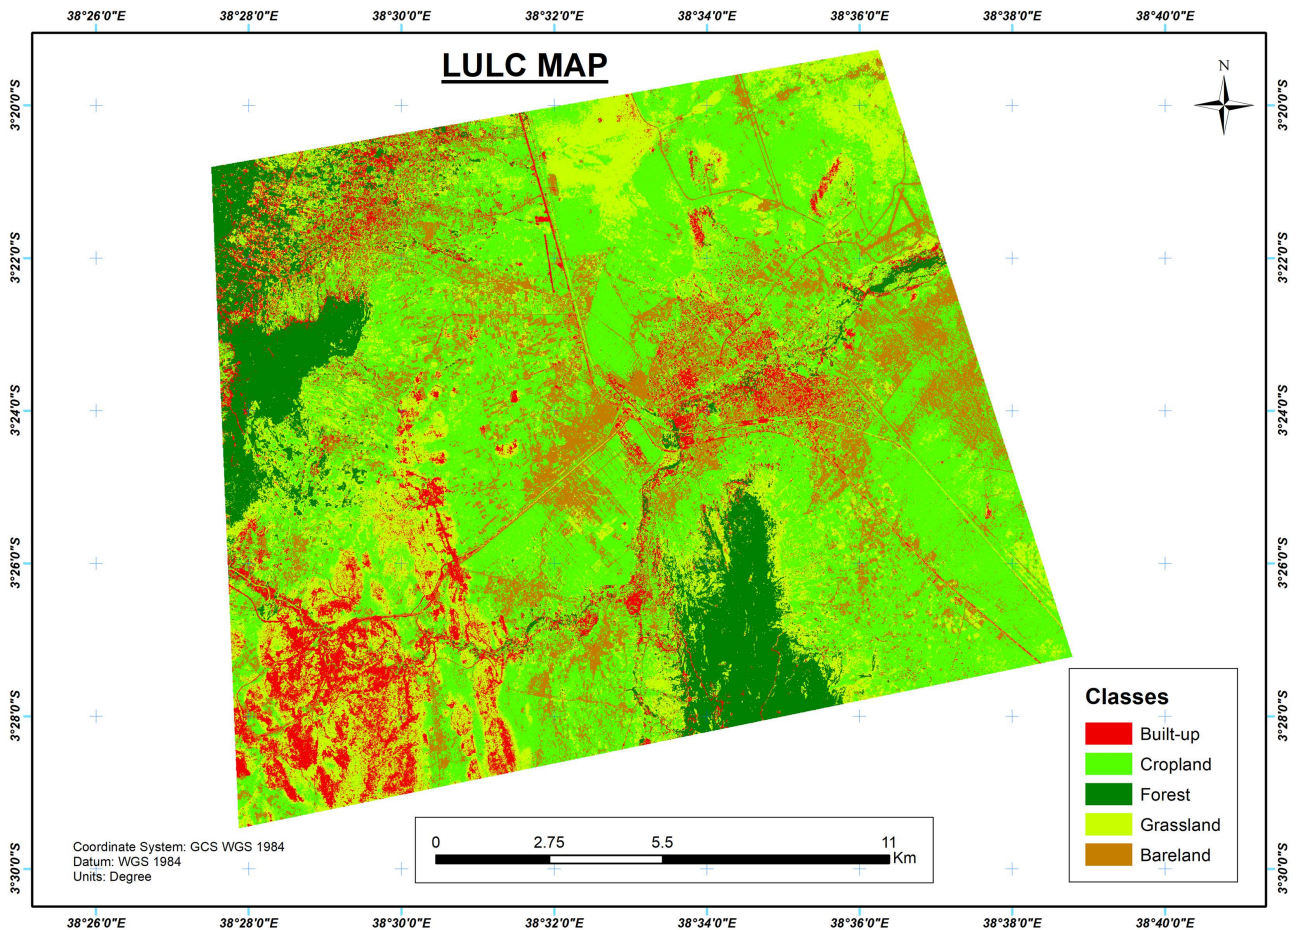 38°26'0"E 38°28'0"E 38°30'0"E 38°32'0"E 38°34'0"E 38°36'0"E 38°38'0"E 38°40'0"E
LULC MAP
N
3°20'0"S 3°20'0"S
3°22'0"S 3°22'0"S
3°24'0"S 3°24'0"S
3°26'0"S 3°26'0"S
3°28'0"S 3°28'0"S
3°30'0"S 3°30'0"S
Classes
Built-up
Cropland
Forest
Grassland
Bareland
0 2.75 5.5 11
Km
Coordinate System: GCS WGS 1984
Datum: WGS 1984
Units: Degree
38°26'0"E 38°28'0"E 38°30'0"E 38°32'0"E 38°34'0"E 38°36'0"E 38°38'0"E 38°40'0"E